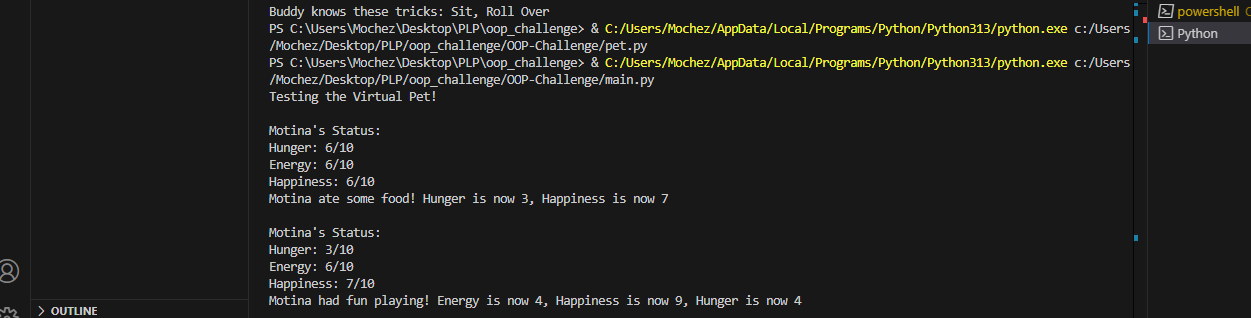 Buddy knows these tricks: Sit, Roll Over
PS C:\Users\Mochez\Desktop\PLP\oop_challenge> & C:/Users/Mochez/AppData/Local/Programs/Python/Python313/python.exe c:/Users
/Mochez/Desktop/PLP/oop_challenge/OOP-Challenge/pet.py
PS C:\Users\Mochez\Desktop\PLP\oop_challenge> & C:/Users/Mochez/AppData/Local/Programs/Python/Python313/python.exe c:/Users
/Mochez/Desktop/PLP/oop_challenge/OOP-Challenge/main.py
Testing the Virtual Pet!

Motina's Status:
Hunger: 6/10
Energy: 6/10
Happiness: 6/10
Motina ate some food! Hunger is now 3, Happiness is now 7

Motina's Status:
Hunger: 3/10
Energy: 6/10
Happiness: 7/10
Motina had fun playing! Energy is now 4, Happiness is now 9, Hunger is now 4
powershell
Python
OUTLINE